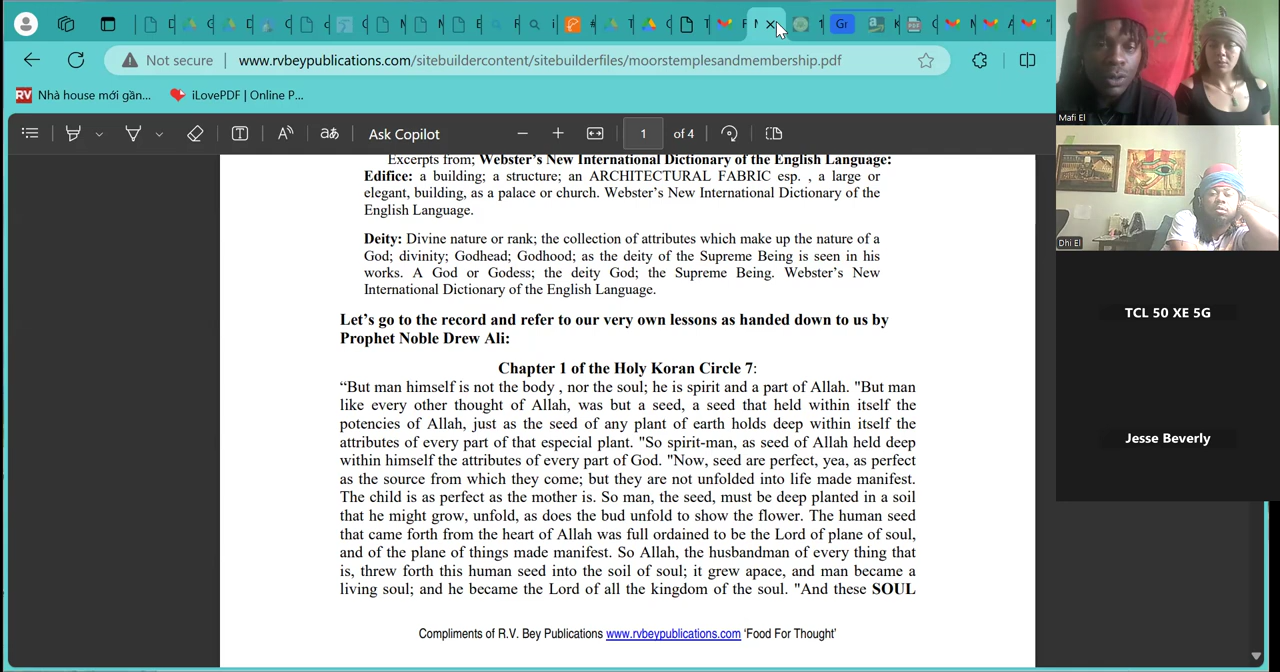 Not secure
www.rvbeypublications.com/sitebuildercontent/sitebuilderfiles/moorstemplesandmembership.pdf
Nhà house mới gần...
iLovePDF | Online P...
Ask Copilot
1 of 4
Excerpts from; Webster's New International Dictionary of the English Language:
Edifice: a building; a structure; an ARCHITECTURAL FABRIC esp. , a large or
elegant, building, as a palace or church. Webster's New International Dictionary of the
English Language.
Deity: Divine nature or rank; the collection of attributes which make up the nature of a
God; divinity; Godhead; Godhood; as the deity of the Supreme Being is seen in his
works. A God or Godess; the deity God; the Supreme Being. Webster's New
International Dictionary of the English Language.
Let's go to the record and refer to our very own lessons as handed down to us by
Prophet Noble Drew Ali:
Chapter 1 of the Holy Koran Circle 7:
“But man himself is not the body , nor the soul; he is spirit and a part of Allah. "But man
like every other thought of Allah, was but a seed, a seed that held within itself the
potencies of Allah, just as the seed of any plant of earth holds deep within itself the
attributes of every part of that especial plant. "So spirit-man, as seed of Allah held deep
within himself the attributes of every part of God. "Now, seed are perfect, yea, as perfect
as the source from which they come; but they are not unfolded into life made manifest.
The child is as perfect as the mother is. So man, the seed, must be deep planted in a soil
that he might grow, unfold, as does the bud unfold to show the flower. The human seed
that came forth from the heart of Allah was full ordained to be the Lord of plane of soul,
and of the plane of things made manifest. So Allah, the husbandman of every thing that
is, threw forth this human seed into the soil of soul; it grew apace, and man became a
living soul; and he became the Lord of all the kingdom of the soul. "And these SOUL
Compliments of R.V. Bey Publications www.rvbeypublications.com ‘Food For Thought’
Mafi El
Dhi El
TCL 50 XE 5G
Jesse Beverly